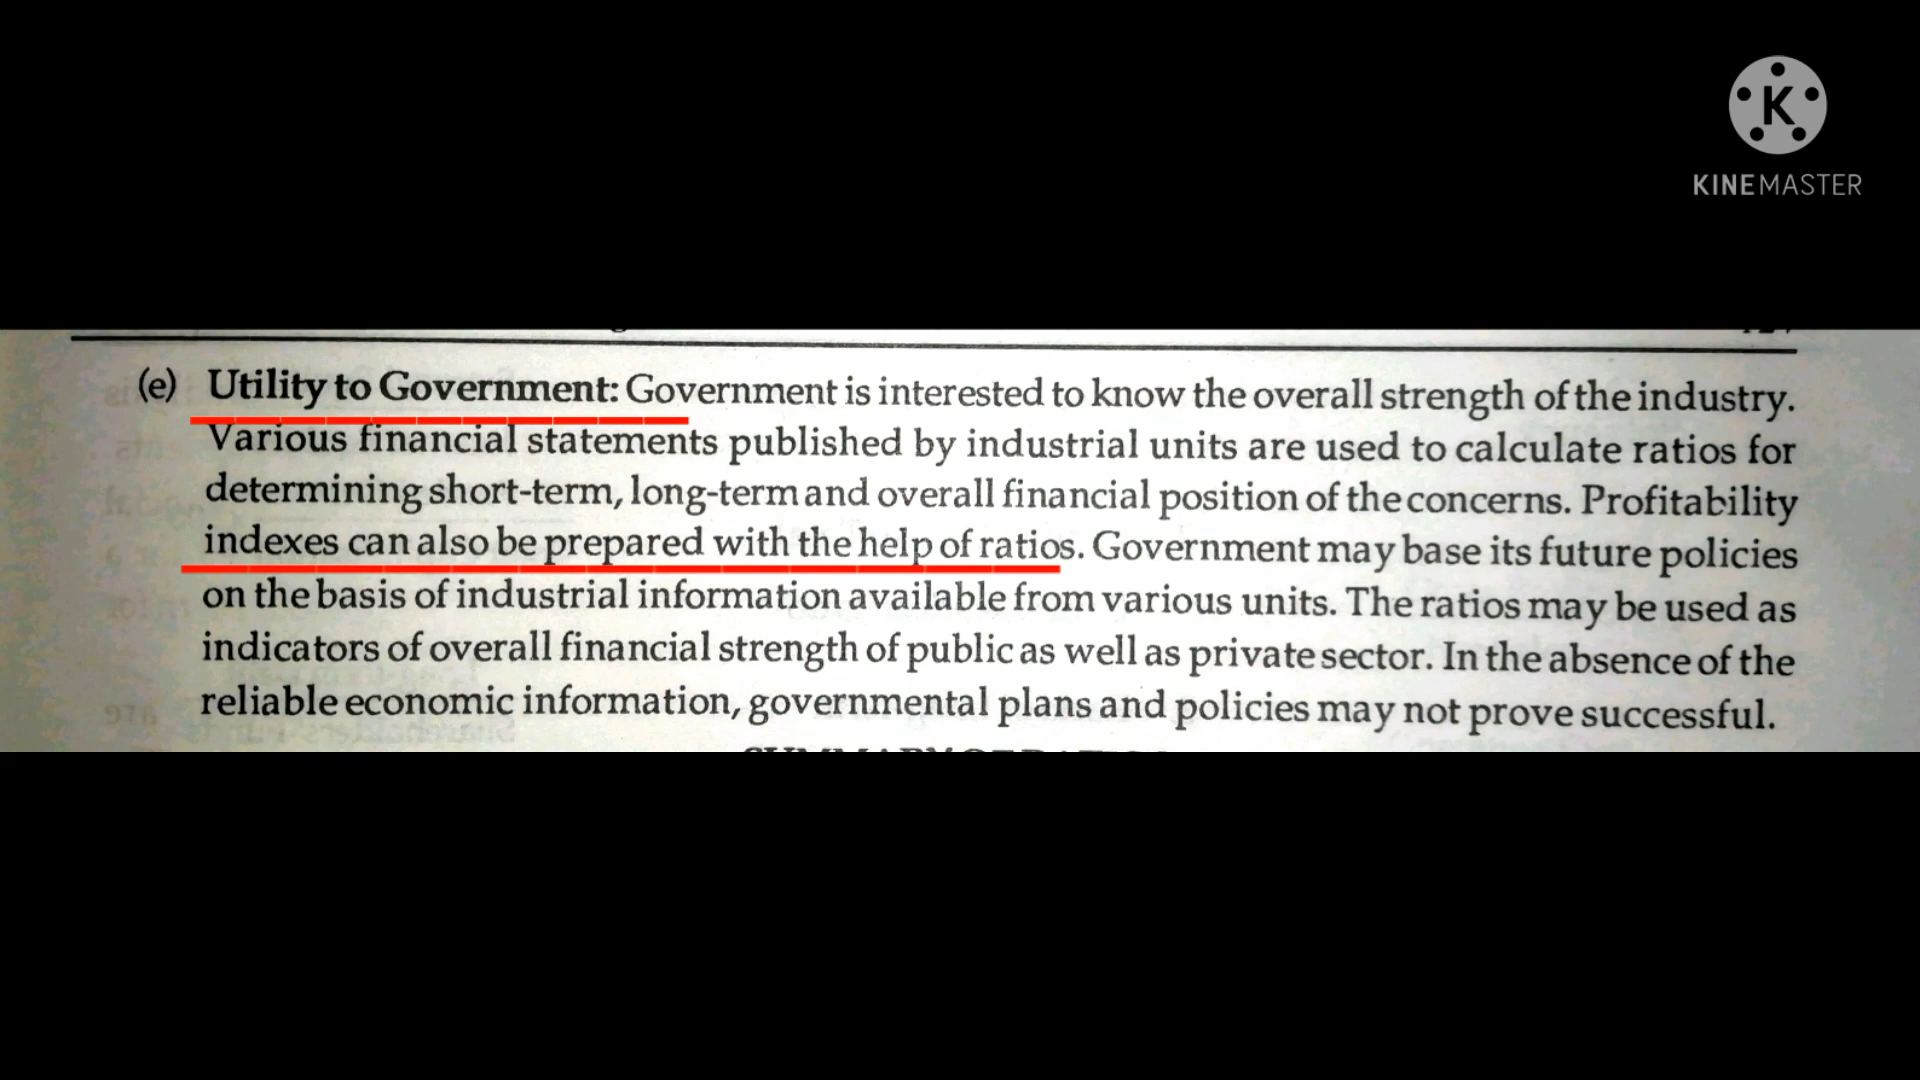 K
KINEMASTER
(e) Utility to Government: Government is interested to know the overall strength of the industry.
Various financial statements published by industrial units are used to calculate ratios for
determining short-term, long-term and overall financial position of the concerns. Profitability
indexes can also be prepared with the help of ratios. Government may base its future policies
on the basis of industrial information available from various units. The ratios may be used as
indicators of overall financial strength of public as well as private sector. In the absence of the
reliable economic information, governmental plans and policies may not prove successful.